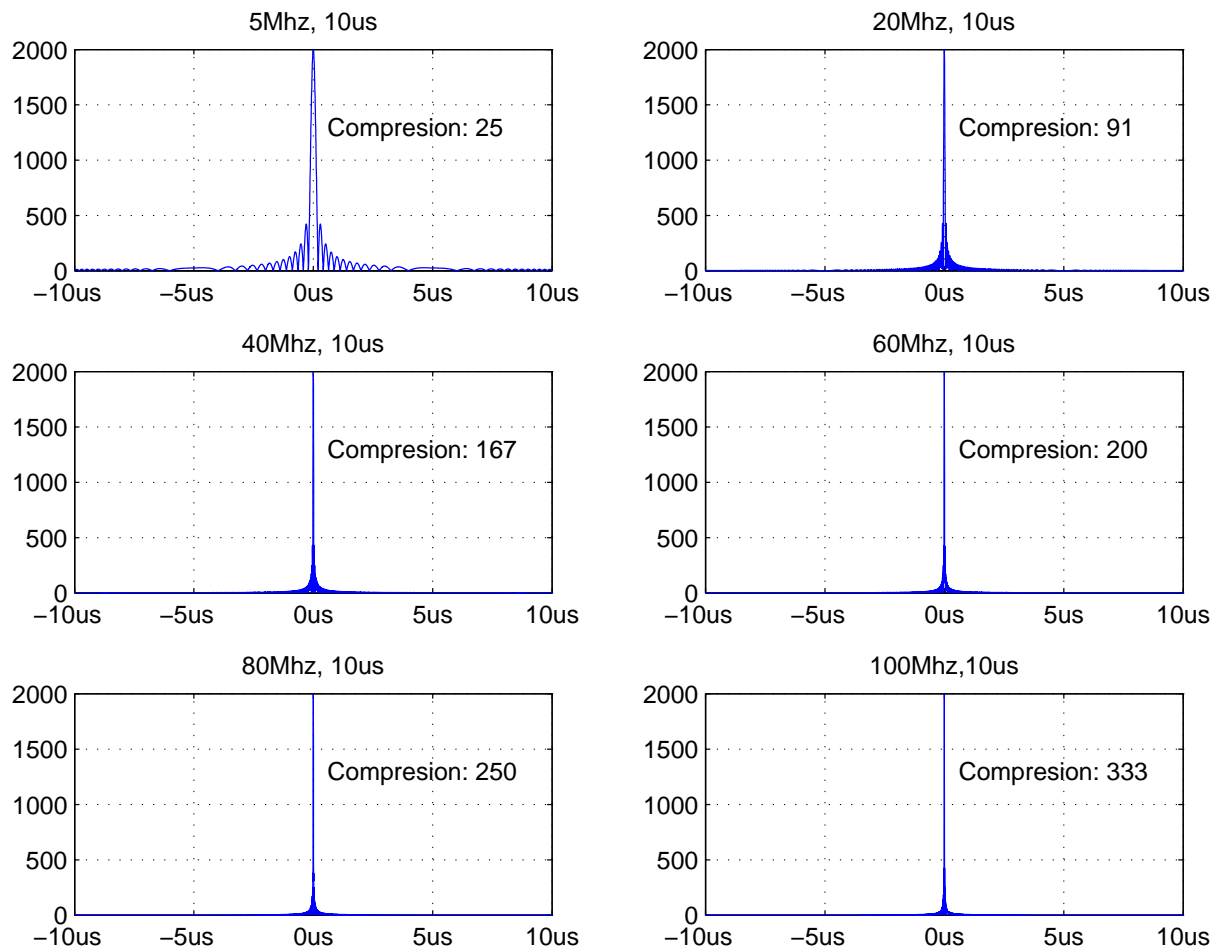 5Mhz, 10us
2000
1500
1000
500
0
Compresion: 25
−10us −5us 0us 5us 10us
20Mhz, 10us
2000
1500
1000
500
0
Compresion: 91
−10us −5us 0us 5us 10us
40Mhz, 10us
2000
1500
1000
500
0
Compresion: 167
−10us −5us 0us 5us 10us
60Mhz, 10us
2000
1500
1000
500
0
Compresion: 200
−10us −5us 0us 5us 10us
80Mhz, 10us
2000
1500
1000
500
0
Compresion: 250
−10us −5us 0us 5us 10us
100Mhz,10us
2000
1500
1000
500
0
Compresion: 333
−10us −5us 0us 5us 10us